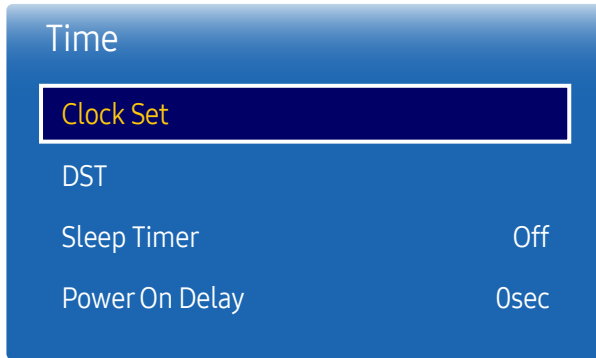 Time
Clock Set
DST
Sleep Timer Off
Power On Delay 0sec